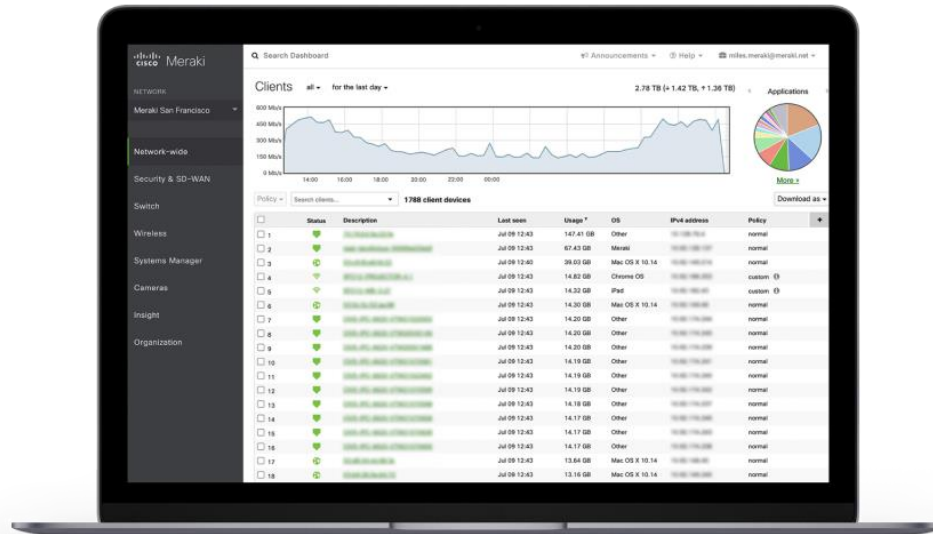 cisco Meraki
Search Dashboard
Announcements
Help
miles.meraki@meraki.net
NETWORK
Meraki San Francisco
Network-wide
Security & SD-WAN
Switch
Wireless
Systems Manager
Cameras
Insight
Organization
Clients all for the last day
2.78 TB (+ 1.42 TB, + 1.36 TB)
Applications
600 Mb/s
450 Mb/s
300 Mb/s
150 Mb/s
0 Mb/s
14:00 16:00 18:00 20:00 22:00 00:00
More »
Policy Search clients... 1788 client devices Download as
Status Description Last seen Usage OS IPv4 address Policy +
1 Jul 09 12:43 147.41 GB Other normal
2 Jul 09 12:43 67.43 GB Meraki normal
3 Jul 09 12:40 39.03 GB Mac OS X 10.14 normal
4 Jul 09 12:43 14.82 GB Chrome OS custom
5 Jul 09 12:43 14.32 GB iPad custom
6 Jul 09 12:43 14.30 GB Mac OS X 10.14 normal
7 Jul 09 12:43 14.20 GB Other normal
8 Jul 09 12:43 14.20 GB Other normal
9 Jul 09 12:43 14.20 GB Other normal
10 Jul 09 12:43 14.19 GB Other normal
11 Jul 09 12:43 14.19 GB Other normal
12 Jul 09 12:43 14.19 GB Other normal
13 Jul 09 12:43 14.18 GB Other normal
14 Jul 09 12:43 14.17 GB Other normal
15 Jul 09 12:43 14.17 GB Other normal
16 Jul 09 12:43 14.17 GB Other normal
17 Jul 09 12:43 13.64 GB Mac OS X 10.14 normal
18 Jul 09 12:43 13.16 GB Mac OS X 10.14 normal